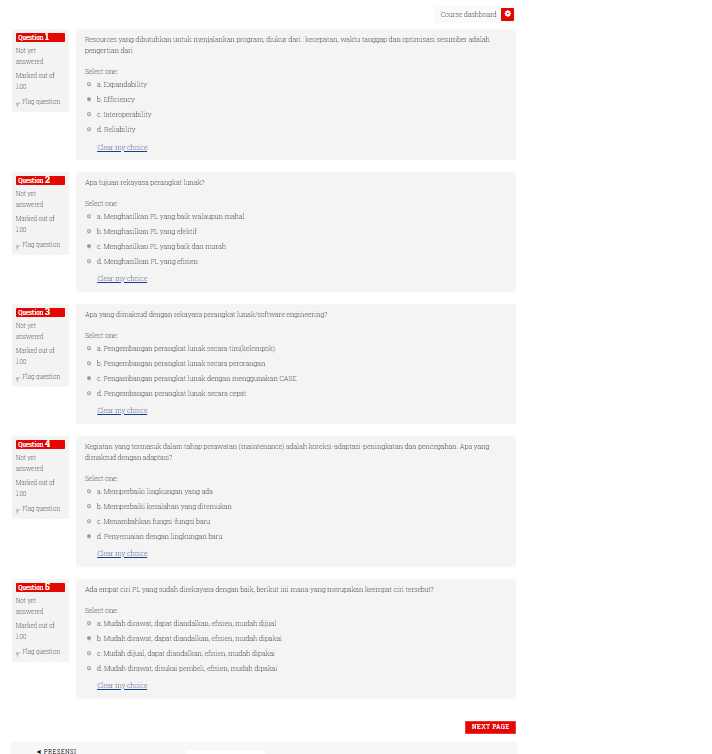 Course dashboard
Question 1
Not yet
answered
Marked out of
1.00
Flag question
Resources yang dibutuhkan untuk menjalankan program, diukur dari : kecepatan, waktu tanggap dan optimisasi sesumber adalah
pengertian dari
Select one:
a. Expandability
b. Efficiency
c. Interoperability
d. Reliability
Clear my choice
Question 2
Not yet
answered
Marked out of
1.00
Flag question
Apa tujuan rekayasa perangkat lunak?
Select one:
a. Menghasilkan PL yang baik walaupun mahal
b. Menghasilkan PL yang efektif
c. Menghasilkan PL yang baik dan murah
d. Menghasilkan PL yang efisien
Clear my choice
Question 3
Not yet
answered
Marked out of
1.00
Flag question
Apa yang dimaksud dengan rekayasa perangkat lunak/software engineering?
Select one:
a. Pengembangan perangkat lunak secara tim(kelompok)
b. Pengembangan perangkat lunak secara perorangan
c. Pengambangan perangkat lunak dengan menggunakan CASE
d. Pengembangan perangkat lunak secara cepat
Clear my choice
Question 4
Not yet
answered
Marked out of
1.00
Flag question
Kegiatan yang termasuk dalam tahap perawatan (maintenance) adalah koreksi-adaptasi-peningkatan dan pencegahan. Apa yang
dimaksud dengan adaptasi?
Select one:
a. Memperbaiki lingkungan yang ada
b. Memperbaiki kesalahan yang ditemukan
c. Menambahkan fungsi-fungsi baru
d. Penyesuaian dengan lingkungan baru
Clear my choice
Question 5
Not yet
answered
Marked out of
1.00
Flag question
Ada empat ciri PL yang sudah direkayasa dengan baik, berikut ini mana yang merupakan keempat ciri tersebut?
Select one:
a. Mudah dirawat, dapat diandalkan, efisien, mudah dijual
b. Mudah dirawat, dapat diandalkan, efisien, mudah dipakai
c. Mudah dijual, dapat diandalkan, efisien, mudah dipakai
d. Mudah dirawat, disukai pembeli, efisien, mudah dipakai
Clear my choice
NEXT PAGE
◄ PRESENSI